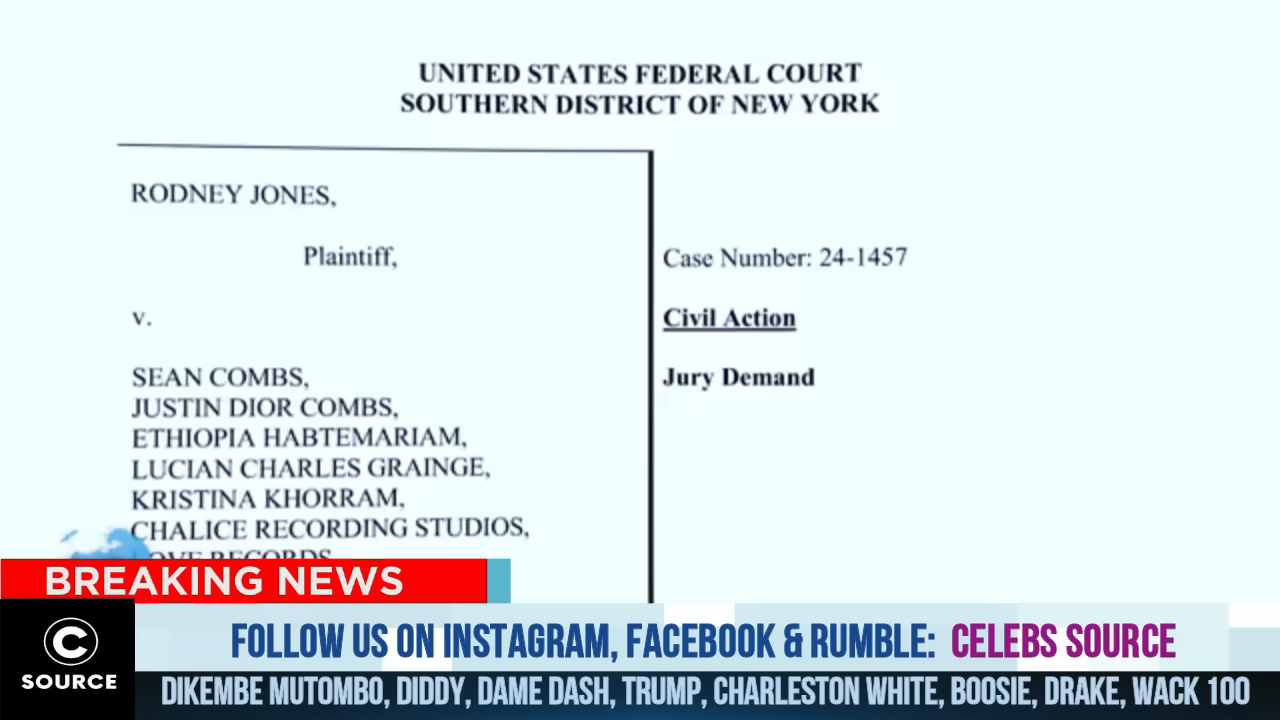 UNITED STATES FEDERAL COURT
SOUTHERN DISTRICT OF NEW YORK
RODNEY JONES,
Plaintiff,
Case Number: 24-1457
v.
Civil Action
SEAN COMBS,
Jury Demand
JUSTIN DIOR COMBS,
ETHIOPIA HABTEMARIAM,
LUCIAN CHARLES GRAINGE,
KRISTINA KHORRAM,
CHALICE RECORDING STUDIOS,
LOVE RECORDS
BREAKING NEWS
C
SOURCE
FOLLOW US ON INSTAGRAM, FACEBOOK & RUMBLE: CELEBS SOURCE
DIKEMBE MUTOMBO, DIDDY, DAME DASH, TRUMP, CHARLESTON WHITE, BOOSIE, DRAKE, WACK 100